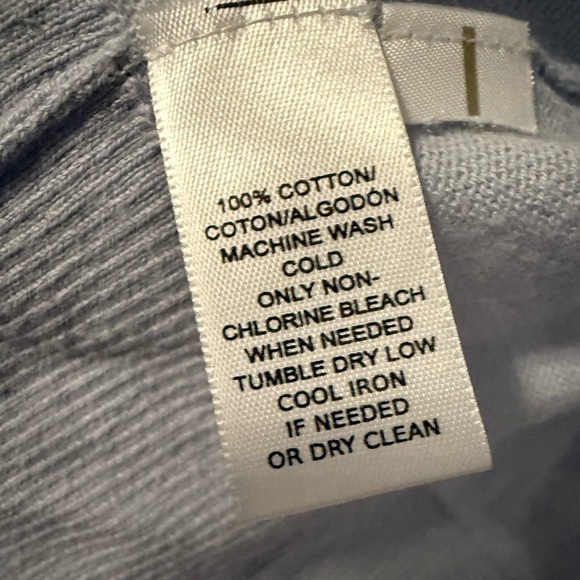 100% COTTON/
COTON/ALGODÓN
MACHINE WASH
COLD
ONLY NON-
CHLORINE BLEACH
WHEN NEEDED
TUMBLE DRY LOW
COOL IRON
IF NEEDED
OR DRY CLEAN